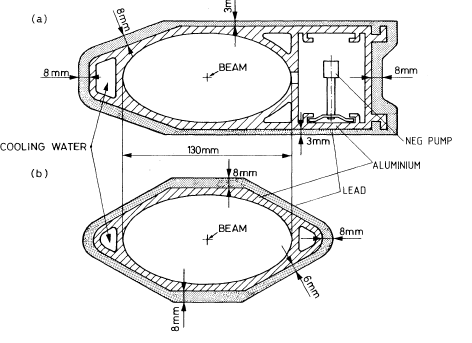 (a)
8mm
3mm
8mm
BEAM
8mm
COOLING WATER
130mm
3mm
NEG PUMP
ALUMINIUM
LEAD
(b)
8mm
BEAM
8mm
6mm
8mm